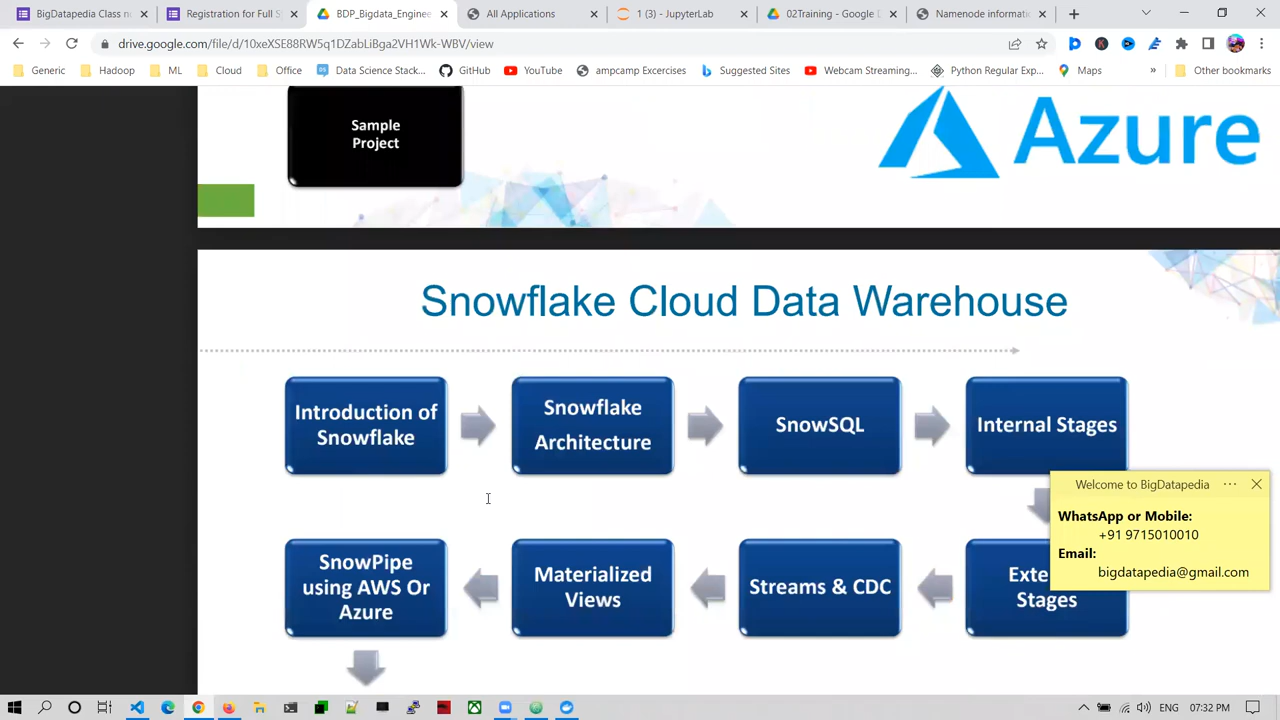 BigDatapedia Class n
Registration for Full S
BDP_Bigdata_Engine
All Applications
1 (3) - JupyterLab
02Training - Google D
Namenode informati
drive.google.com/file/d/10xeXSE88RW5q1DZabLiBga2VH1Wk-WBV/view
Generic
Hadoop
ML
Cloud
Office
Data Science Stack...
GitHub
YouTube
ampcamp Excercises
Suggested Sites
Webcam Streaming...
Python Regular Exp...
Maps
»
Other bookmarks
Sample
Project
Azure
Snowflake Cloud Data Warehouse
Introduction of
Snowflake
Snowflake
Architecture
SnowSQL
Internal Stages
Welcome to BigDatapedia
WhatsApp or Mobile:
+91 9715010010
Email:
bigdatapedia@gmail.com
SnowPipe
using AWS Or
Azure
Materialized
Views
Streams & CDC
Exte
Stages
ENG
07:32 PM